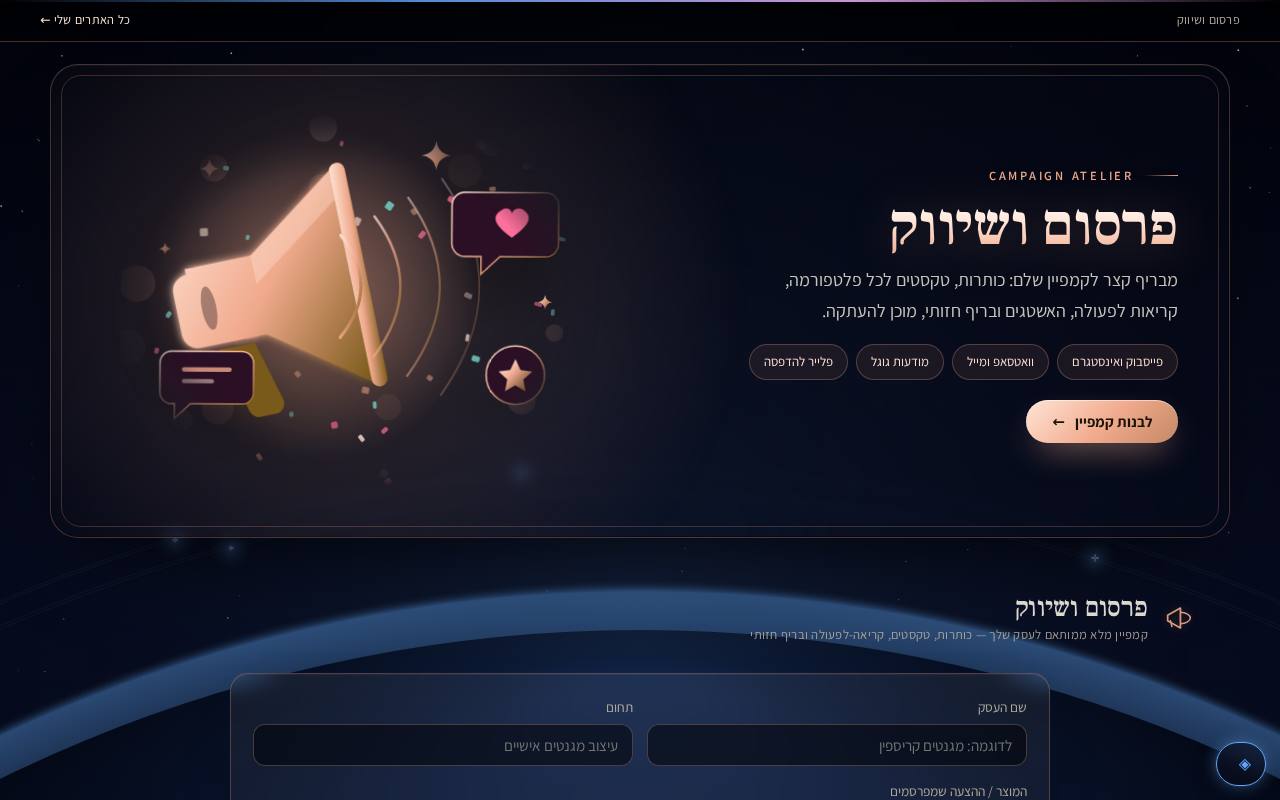 פרסום ושיווק
כל האתרים שלי ←
CAMPAIGN ATELIER
פרסום ושיווק
מבריף קצר לקמפיין שלם: כותרות, טקסטים לכל פלטפורמה,
קריאות לפעולה, האשטגים ובריף חזותי, מוכן להעתקה.
פייסבוק ואינסטגרם
וואטסאפ ומייל
מודעות גוגל
פלייר להדפסה
לבנות קמפיין ←
פרסום ושיווק
קמפיין מלא ממותאם לעסק שלך — כותרות, טקסטים, קריאה-לפעולה ובריף חזותי
שם העסק
תחום
לדוגמה: מגנטים קריספין
עיצוב מגנטים אישיים
המוצר / ההצעה שמפרסמים